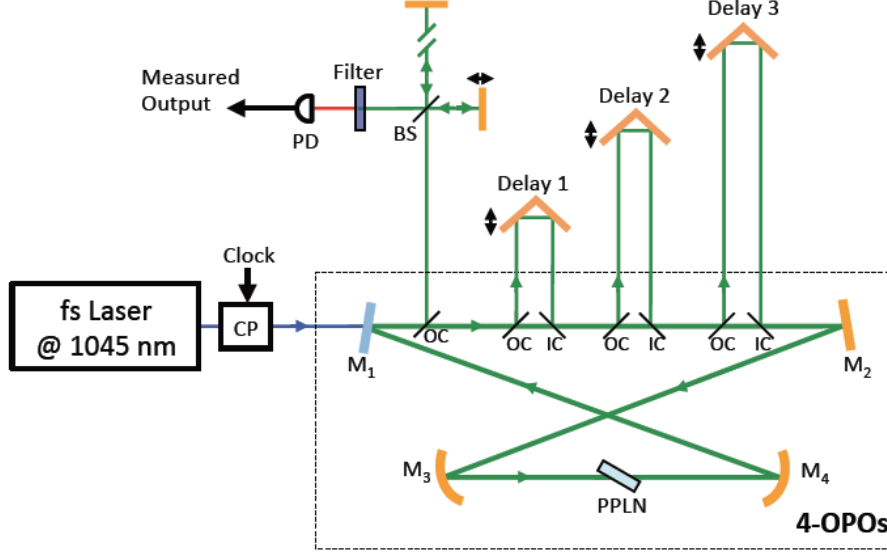 Delay 3
Measured
Output
Filter
Delay 2
PD
BS
Delay 1
Clock
fs Laser
@ 1045 nm
CP
OC
OC
IC
OC
IC
OC
IC
M₁
M₂
M₃
M₄
PPLN
4-OPOs